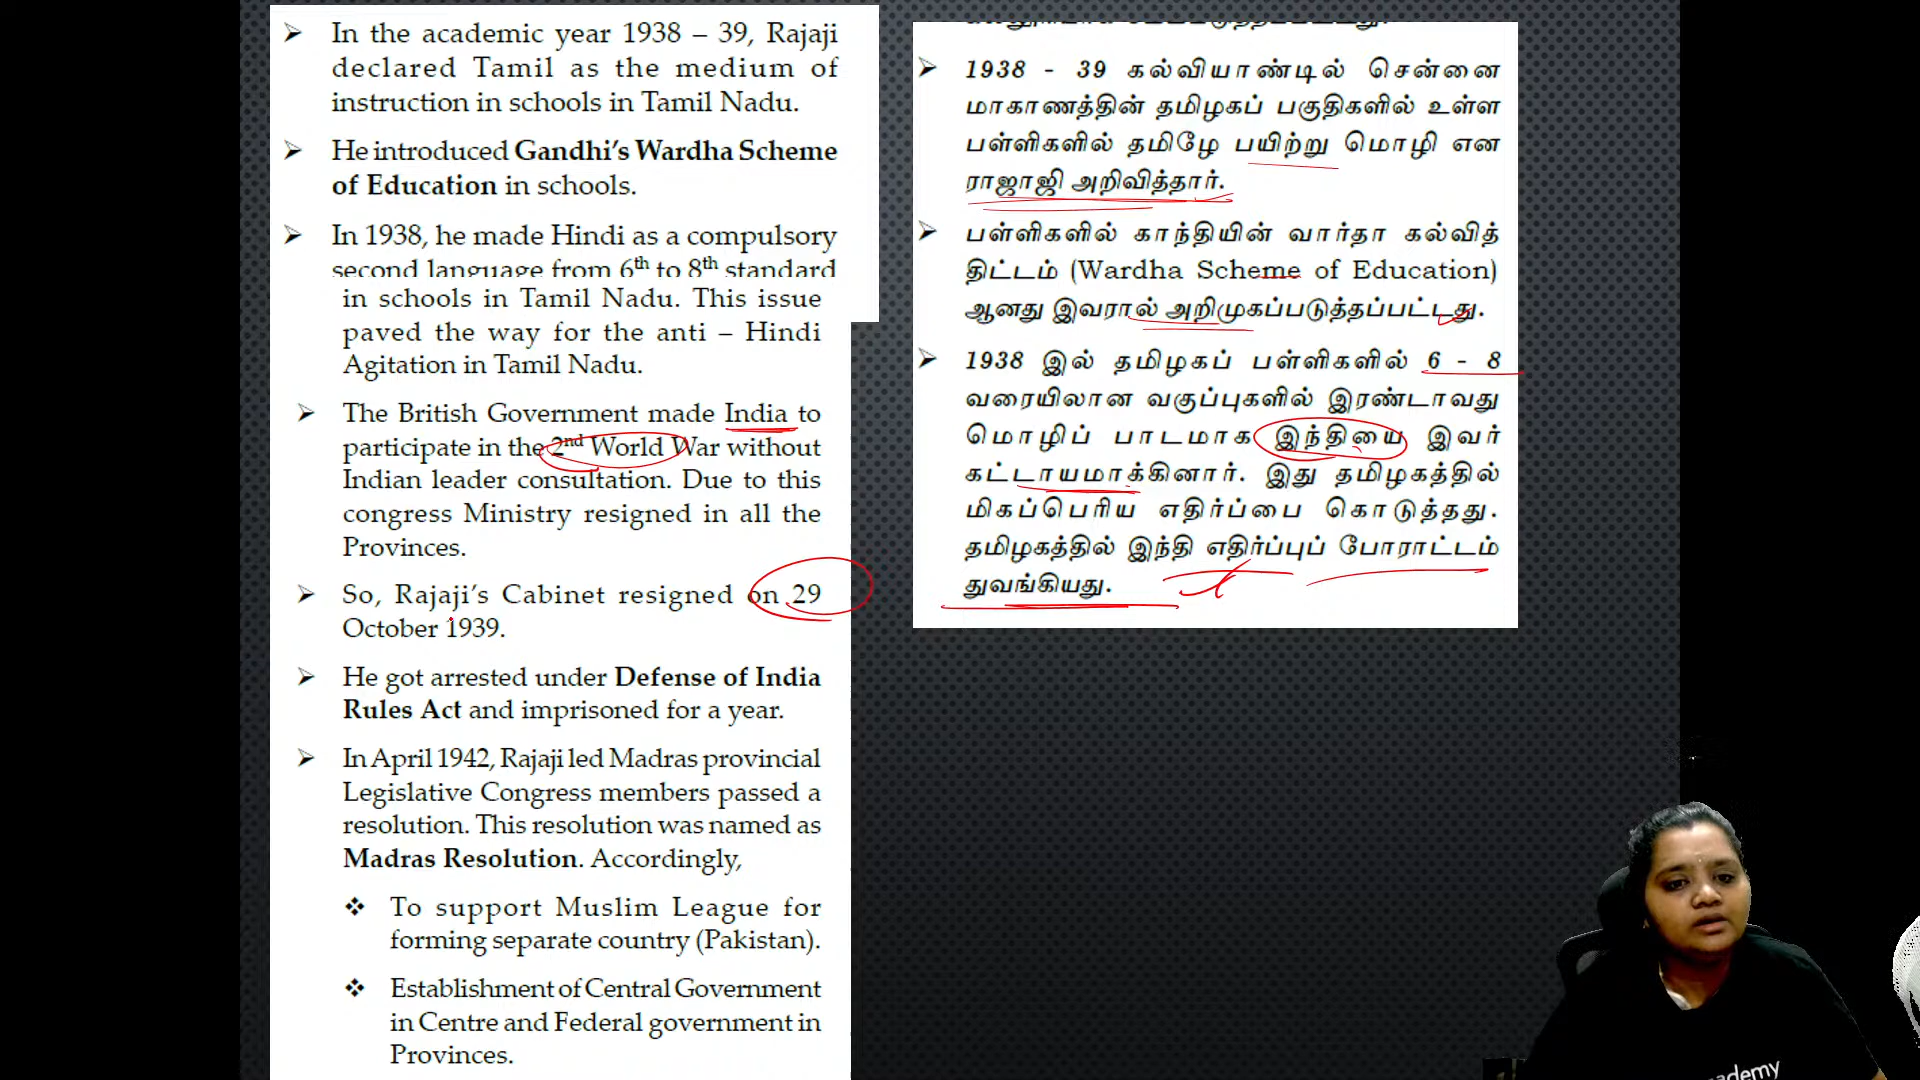 ➢ In the academic year 1938 – 39, Rajaji
declared Tamil as the medium of
instruction in schools in Tamil Nadu.
➢ He introduced Gandhi's Wardha Scheme
of Education in schools.
➢ In 1938, he made Hindi as a compulsory
second language from 6th to 8th standard
in schools in Tamil Nadu. This issue
paved the way for the anti – Hindi
Agitation in Tamil Nadu.
➢ The British Government made India to
participate in the 2nd World War without
Indian leader consultation. Due to this
congress Ministry resigned in all the
Provinces.
➢ So, Rajaji's Cabinet resigned on 29
October 1939.
➢ He got arrested under Defense of India
Rules Act and imprisoned for a year.
➢ In April 1942, Rajaji led Madras provincial
Legislative Congress members passed a
resolution. This resolution was named as
Madras Resolution. Accordingly,
❖ To support Muslim League for
forming separate country (Pakistan).
❖ Establishment of Central Government
in Centre and Federal government in
Provinces.
➢ 1938 - 39 கல்வியாண்டில் சென்னை
மாகாணத்தின் தமிழகப் பகுதிகளில் உள்ள
பள்ளிகளில் தமிழே பயிற்று மொழி என
ராஜாஜி அறிவித்தார்.
➢ பள்ளிகளில் காந்தியின் வார்தா கல்வித்
திட்டம் (Wardha Scheme of Education)
ஆனது இவரால் அறிமுகப்படுத்தப்பட்டது.
➢ 1938 இல் தமிழகப் பள்ளிகளில் 6 - 8
வரையிலான வகுப்புகளில் இரண்டாவது
மொழிப் பாடமாக இந்தியை இவர்
கட்டாயமாக்கினார். இது தமிழகத்தில்
மிகப்பெரிய எதிர்ப்பை கொடுத்தது.
தமிழகத்தில் இந்தி எதிர்ப்புப் போராட்டம்
துவங்கியது.
ademy